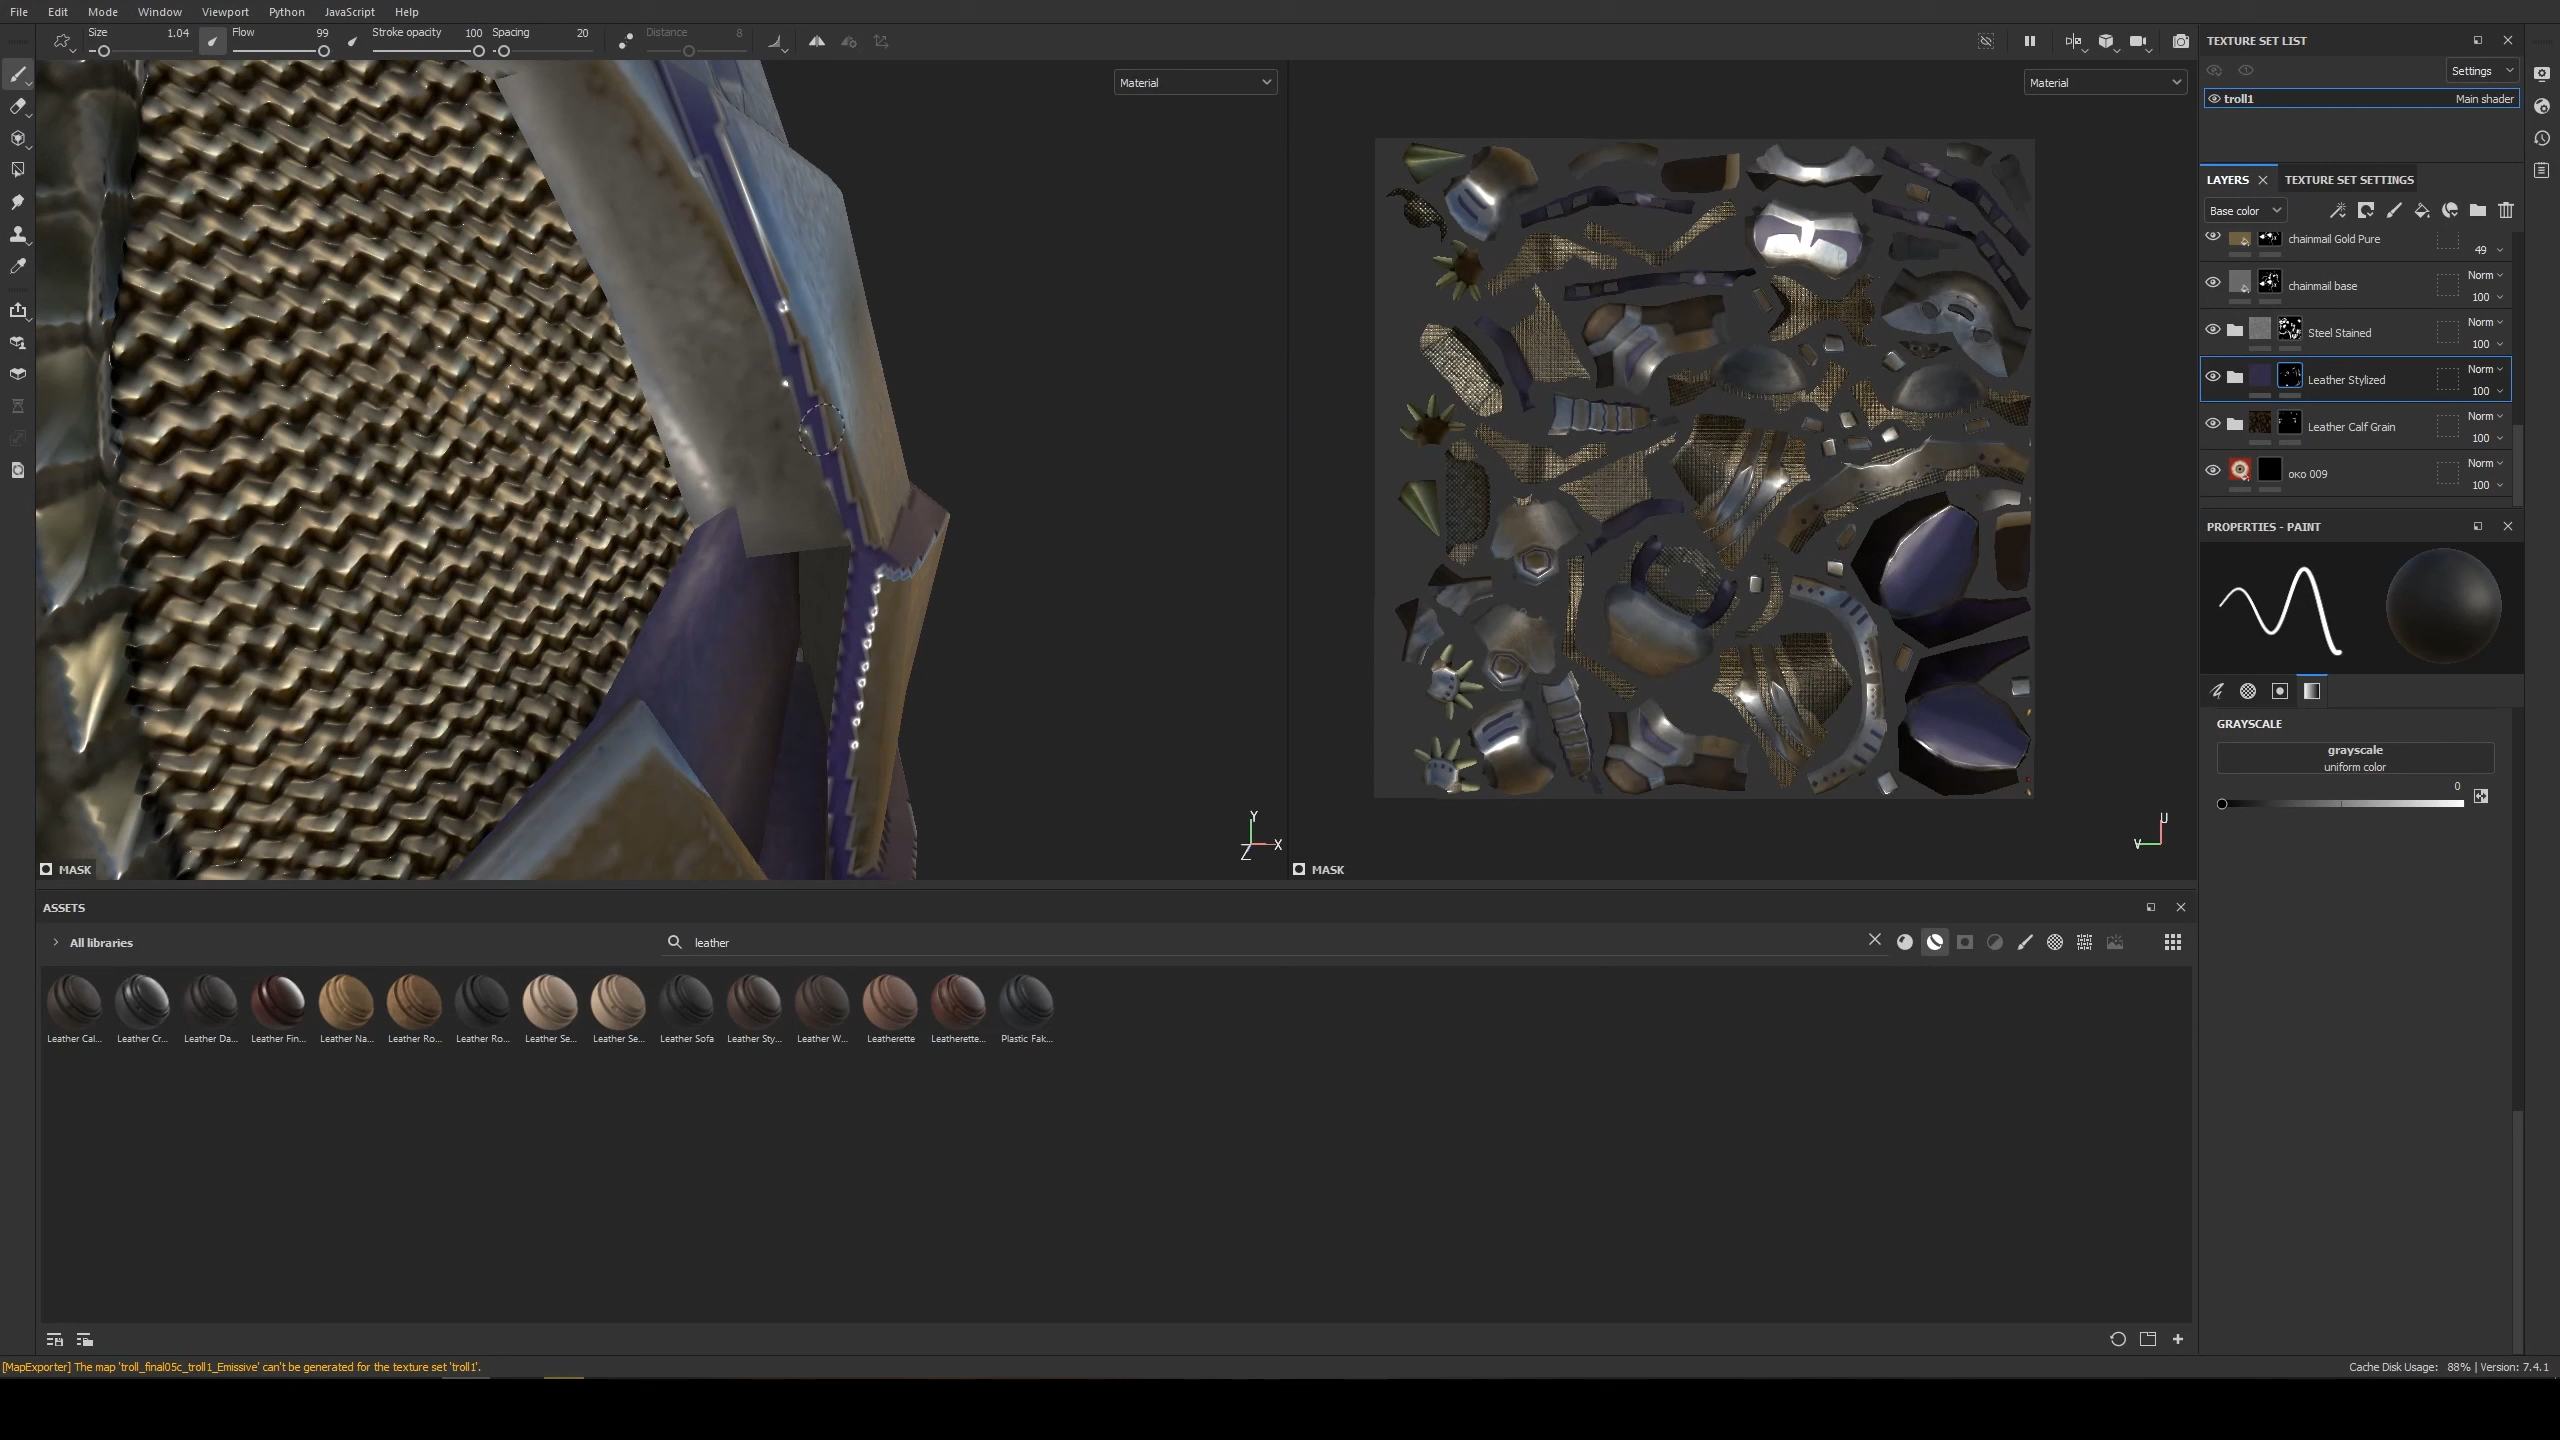 File Edit Mode Window Viewport Python JavaScript Help
Size 1.04 Flow 99 Stroke opacity 100 Spacing 20 Distance 8
Material
Material
MASK
MASK
Y
X
Z
U
V
TEXTURE SET LIST
Settings
troll1 Main shader
LAYERS TEXTURE SET SETTINGS
Base color
chainmail Gold Pure
49
Norm
chainmail base
100
Norm
Steel Stained
100
Norm
Leather Stylized
100
Norm
Leather Calf Grain
100
Norm
око 009
100
PROPERTIES - PAINT
GRAYSCALE
grayscale
uniform color
0
ASSETS
All libraries
leather
Leather Cal... Leather Cr... Leather Da... Leather Fin... Leather Na... Leather Ro... Leather Ro... Leather Se... Leather Se... Leather Sofa Leather Sty... Leather W... Leatherette Leatherette... Plastic Fak...
[MapExporter] The map 'troll_final05c_troll1_Emissive' can't be generated for the texture set 'troll1'.
Cache Disk Usage: 88% | Version: 7.4.1